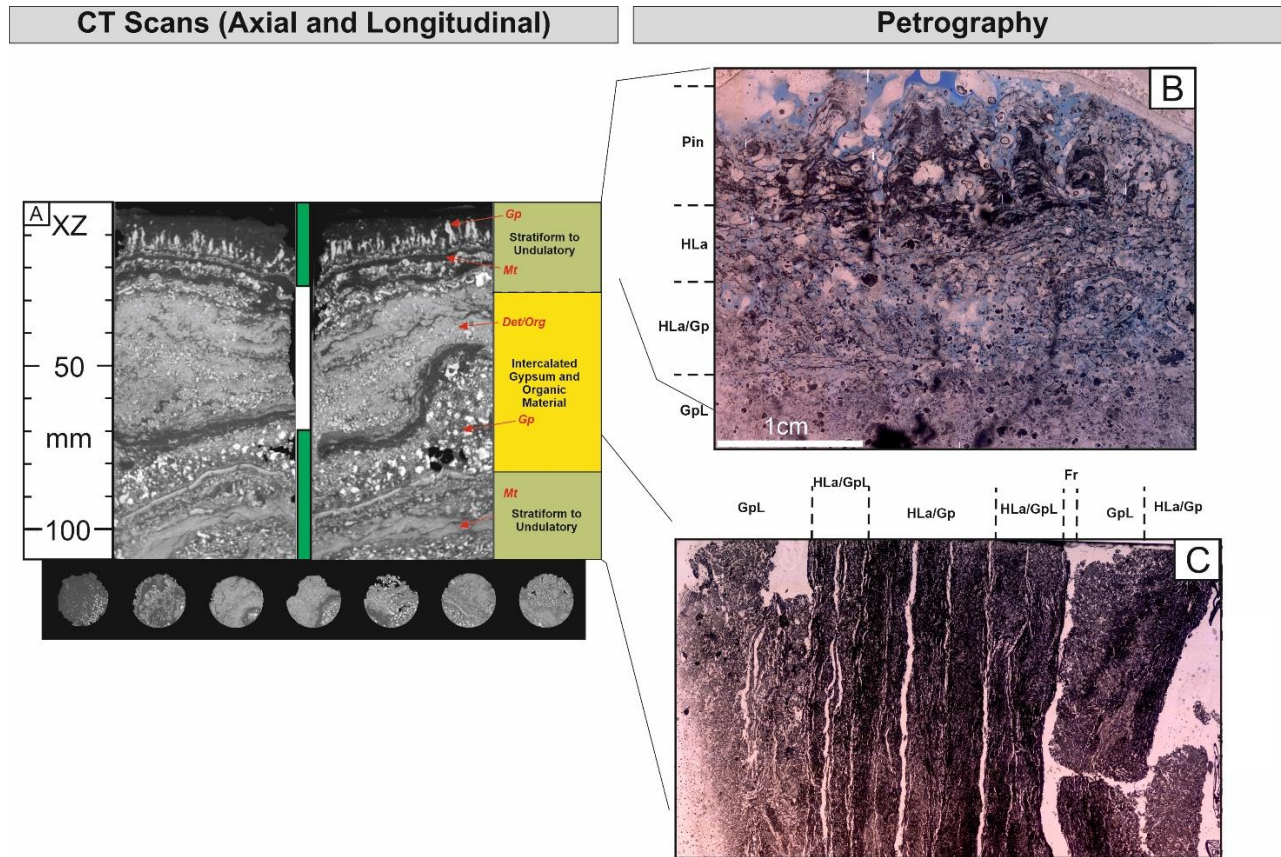 CT Scans (Axial and Longitudinal)
Petrography
A
XZ
50
mm
100
Gp
Stratiform to
Undulatory
Mt
Det/Org
Intercalated
Gypsum and
Organic
Material
Gp
Mt
Stratiform to
Undulatory
B
Pin
HLa
HLa/Gp
GpL
1cm
GpL
HLa/GpL
HLa/Gp
HLa/GpL
Fr
GpL
HLa/Gp
C